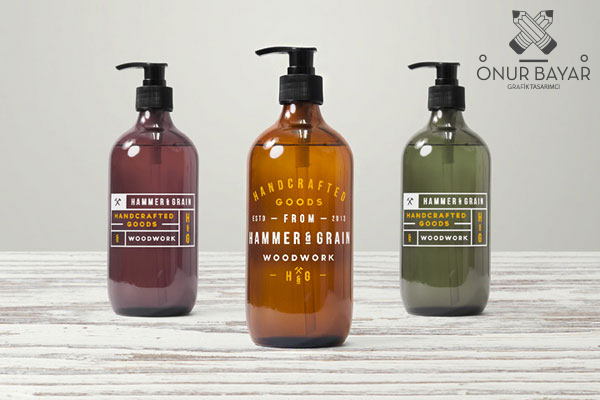 ONUR BAYAR
GRAFİK TASARIMCI
HAMMER & GRAIN
HANDCRAFTED
GOODS
H
&
G
&
WOODWORK
HANDCRAFTED
GOODS
ESTD — FROM — 2013
HAMMER & GRAIN
WOODWORK
— H & G —
HAMMER & GRAIN
HANDCRAFTED
GOODS
H
&
G
&
WOODWORK